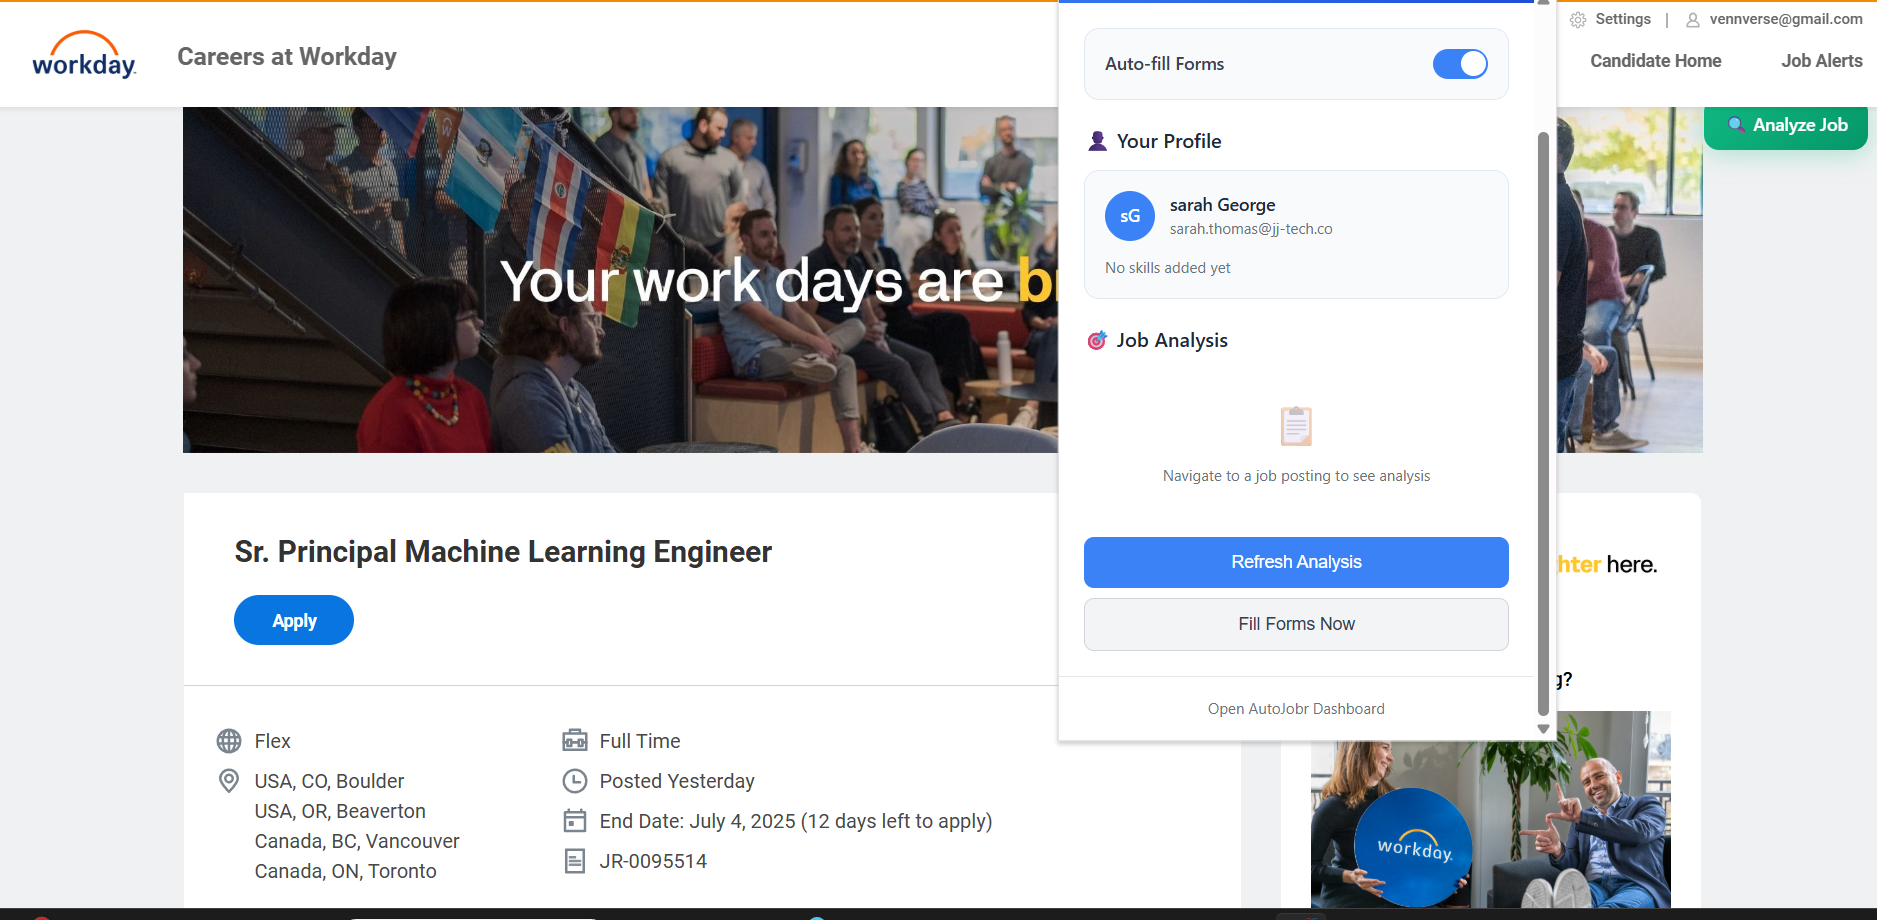 workday.
Careers at Workday
Settings | vennverse@gmail.com
Candidate Home
Job Alerts
Analyze Job
Your work days are
Auto-fill Forms
Your Profile
sG
sarah George
sarah.thomas@jj-tech.co
No skills added yet
Job Analysis
Navigate to a job posting to see analysis
Refresh Analysis
Fill Forms Now
Open AutoJobr Dashboard
Sr. Principal Machine Learning Engineer
Apply
Flex
USA, CO, Boulder
USA, OR, Beaverton
Canada, BC, Vancouver
Canada, ON, Toronto
Full Time
Posted Yesterday
End Date: July 4, 2025 (12 days left to apply)
JR-0095514
here.
workday.